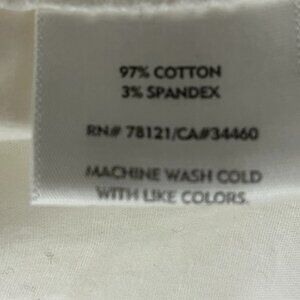 97% COTTON
3% SPANDEX
RN# 78121/CA#34460
MACHINE WASH COLD
WITH LIKE COLORS.